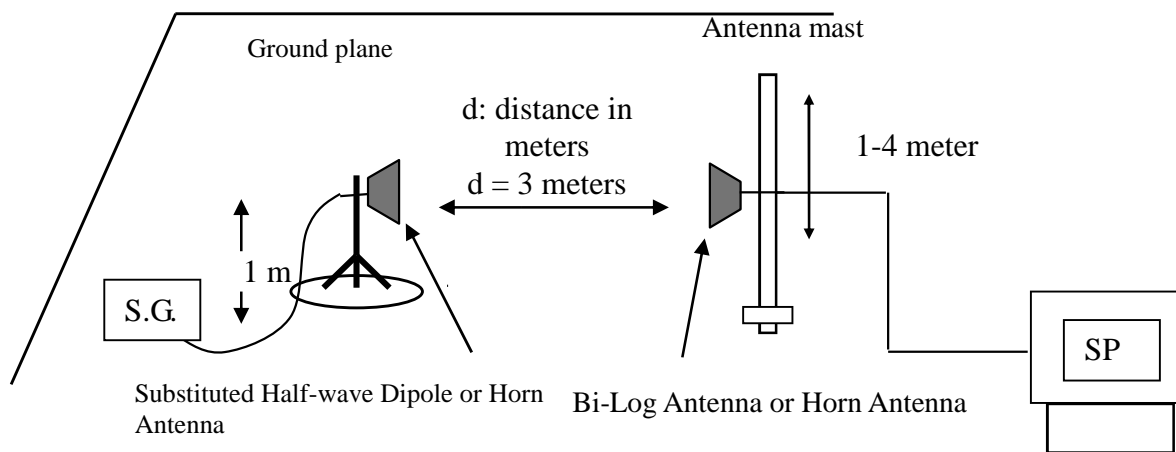 Antenna mast
Ground plane
d: distance in
meters
d = 3 meters
1-4 meter
1 m
S.G.
SP
Substituted Half-wave Dipole or Horn
Antenna
Bi-Log Antenna or Horn Antenna